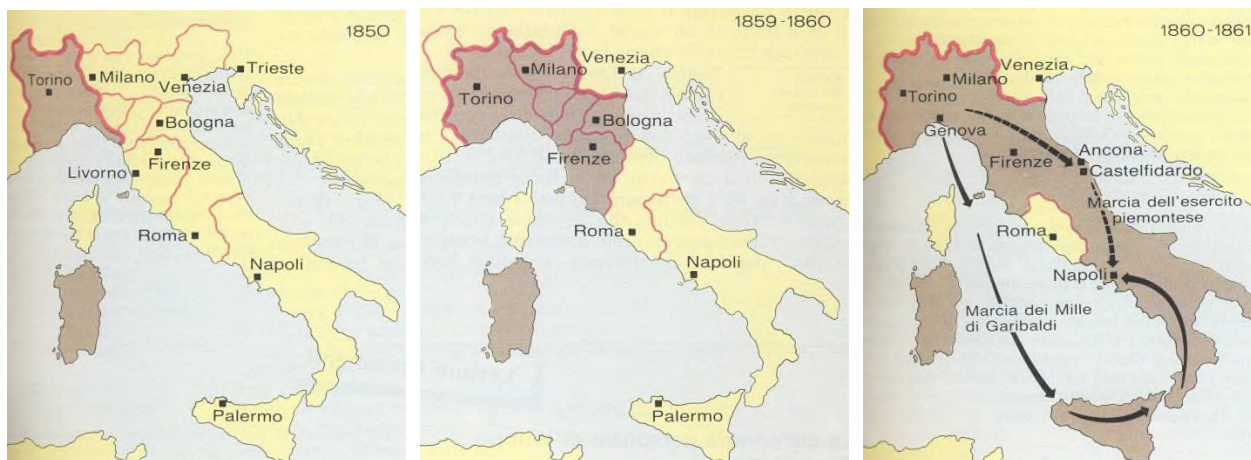 1850
Torino
Milano
Venezia
Trieste
Bologna
Firenze
Livorno
Roma
Napoli
Palermo
1859-1860
Venezia
Milano
Torino
Bologna
Firenze
Roma
Napoli
Palermo
1860-1861
Venezia
Milano
Torino
Genova
Firenze
Ancona
Castelfidardo
Marcia dell'esercito
piemontese
Roma
Napoli
Marcia dei Mille
di Garibaldi